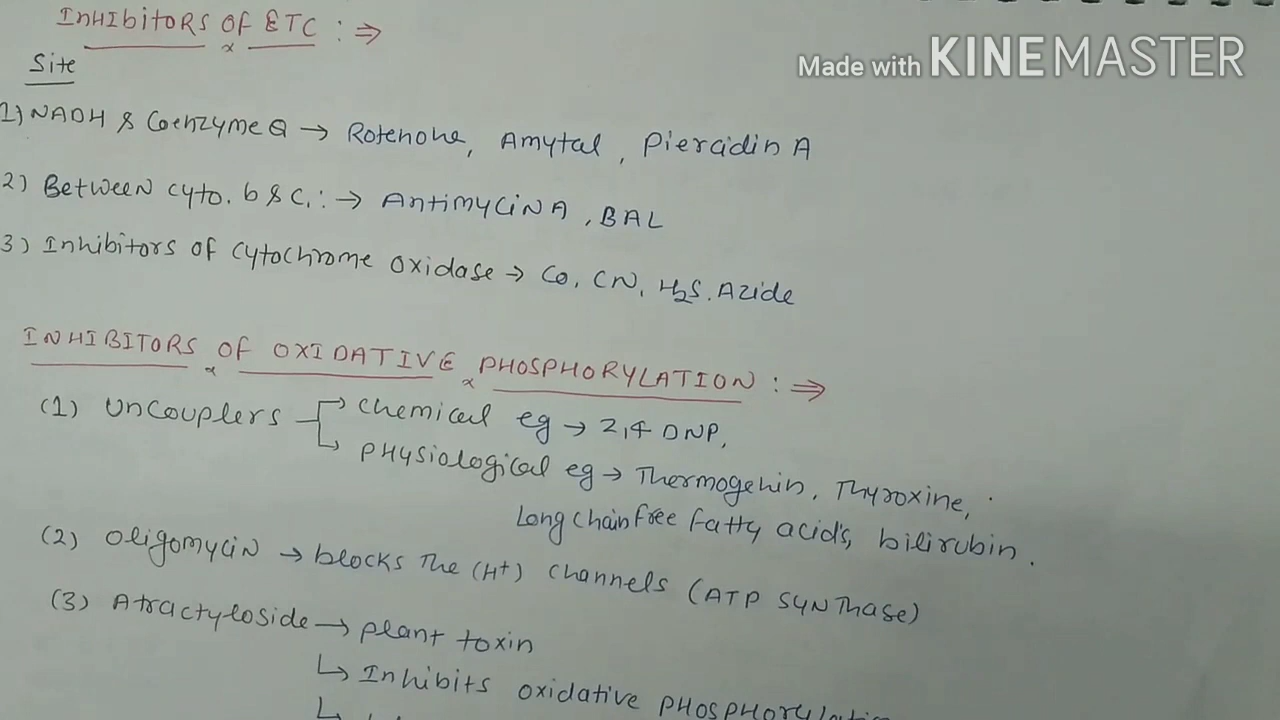 INHIBITORS OF ETC : ⇒
Made with KINEMASTER
Site
1) NADH & Coenzyme Q → Rotenone, Amytal, Pieradin A
2) Between cyto. b & C₁ : → Antimycin A, BAL
3) Inhibitors of cytochrome oxidase → Co, CN, H₂S. Azide
INHIBITORS OF OXIDATIVE PHOSPHORYLATION : ⇒
(1) Uncouplers → chemical eg → 2,4 DNP,
↳ PHysiological eg → Thermogenin, Thyroxine,
Long chain free fatty acid's, bilirubin.
(2) Oligomycin → blocks The (H⁺) channels (ATP SYNThase)
(3) Atractyloside → plant toxin
↳ Inhibits oxidative PHOSPHorylation